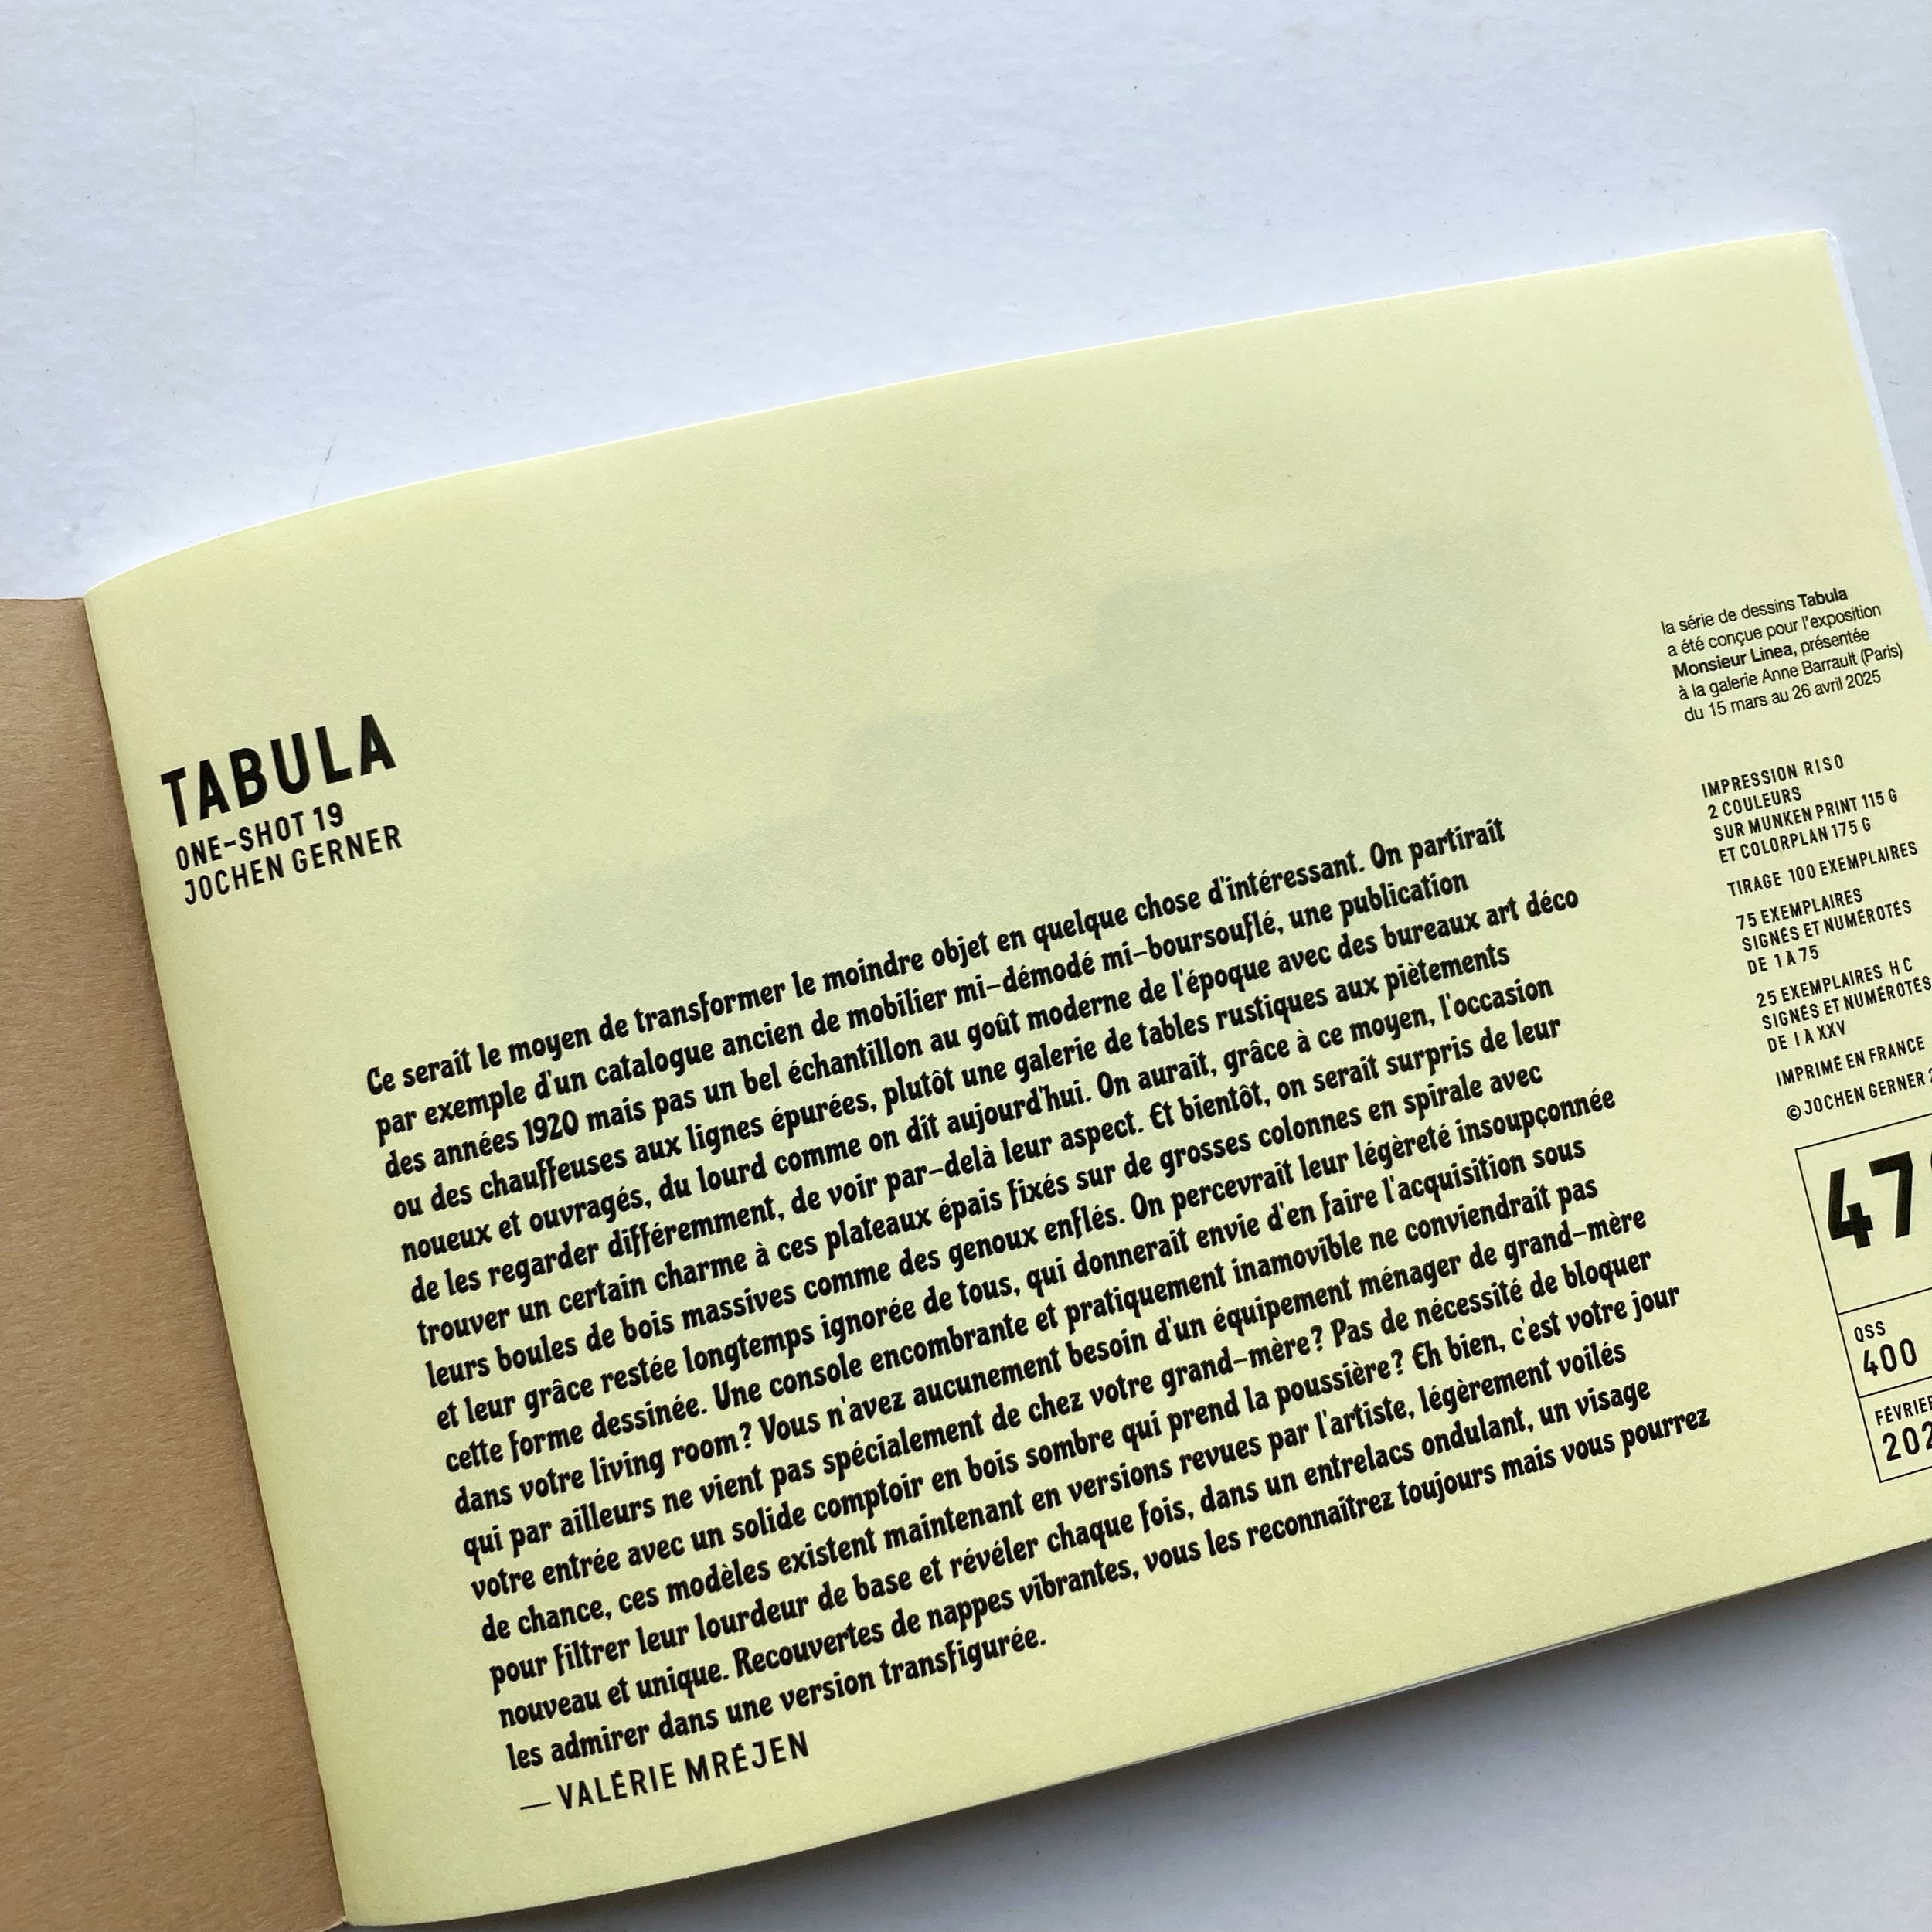 TABULA
ONE-SHOT 19
JOCHEN GERNER
Ce serait le moyen de transformer le moindre objet en quelque chose d'intéressant. On partirait
par exemple d'un catalogue ancien de mobilier mi-démodé mi-boursouflé, une publication
des années 1920 mais pas un bel échantillon au goût moderne de l'époque avec des bureaux art déco
ou des chauffeuses aux lignes épurées, plutôt une galerie de tables rustiques aux piètements
noueux et ouvragés, du lourd comme on dit aujourd'hui. On aurait, grâce à ce moyen, l'occasion
de les regarder différemment, de voir par-delà leur aspect. Et bientôt, on serait surpris de leur
trouver un certain charme à ces plateaux épais fixés sur de grosses colonnes en spirale avec
leurs boules de bois massives comme des genoux enflés. On percevrait leur légèreté insoupçonnée
et leur grâce restée longtemps ignorée de tous, qui donnerait envie d'en faire l'acquisition sous
cette forme dessinée. Une console encombrante et pratiquement inamovible ne conviendrait pas
dans votre living room? Vous n'avez aucunement besoin d'un équipement ménager de grand-mère
qui par ailleurs ne vient pas spécialement de chez votre grand-mère? Pas de nécessité de bloquer
votre entrée avec un solide comptoir en bois sombre qui prend la poussière? Eh bien, c'est votre jour
de chance, ces modèles existent maintenant en versions revues par l'artiste, légèrement voilés
pour filtrer leur lourdeur de base et révéler chaque fois, dans un entrelacs ondulant, un visage
nouveau et unique. Recouvertes de nappes vibrantes, vous les reconnaîtrez toujours mais vous pourrez
les admirer dans une version transfigurée.
— VALÉRIE MRÉJEN
la série de dessins Tabula
a été conçue pour l'exposition
Monsieur Linea, présentée
à la galerie Anne Barrault (Paris)
du 15 mars au 26 avril 2025
IMPRESSION RISO
2 COULEURS
SUR MUNKEN PRINT 115 G
ET COLORPLAN 175 G
TIRAGE 100 EXEMPLAIRES
75 EXEMPLAIRES
SIGNÉS ET NUMÉROTÉS
DE 1 À 75
25 EXEMPLAIRES HC
SIGNÉS ET NUMÉROTÉS
DE I À XXV
IMPRIMÉ EN FRANCE
©JOCHEN GERNER
47
QSS
400
FÉVRIER
202